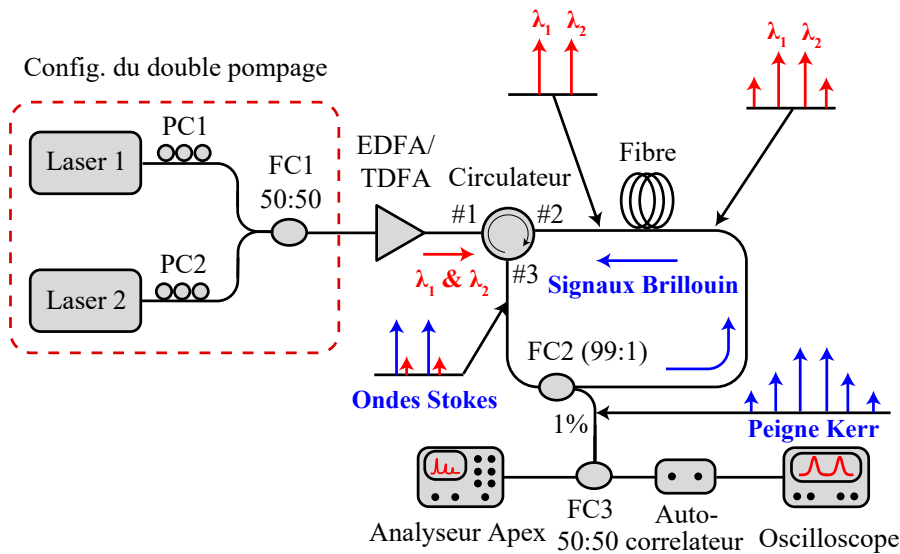 Config. du double pompage
Laser 1
PC1
FC1
50:50
Laser 2
PC2
EDFA/
TDFA
Circulateur
#1
#2
#3
λ1 & λ2
λ1 λ2
λ1 λ2
Fibre
Signaux Brillouin
FC2 (99:1)
Ondes Stokes
1%
Peigne Kerr
Analyseur Apex
FC3
50:50
Auto-
correlateur
Oscilloscope